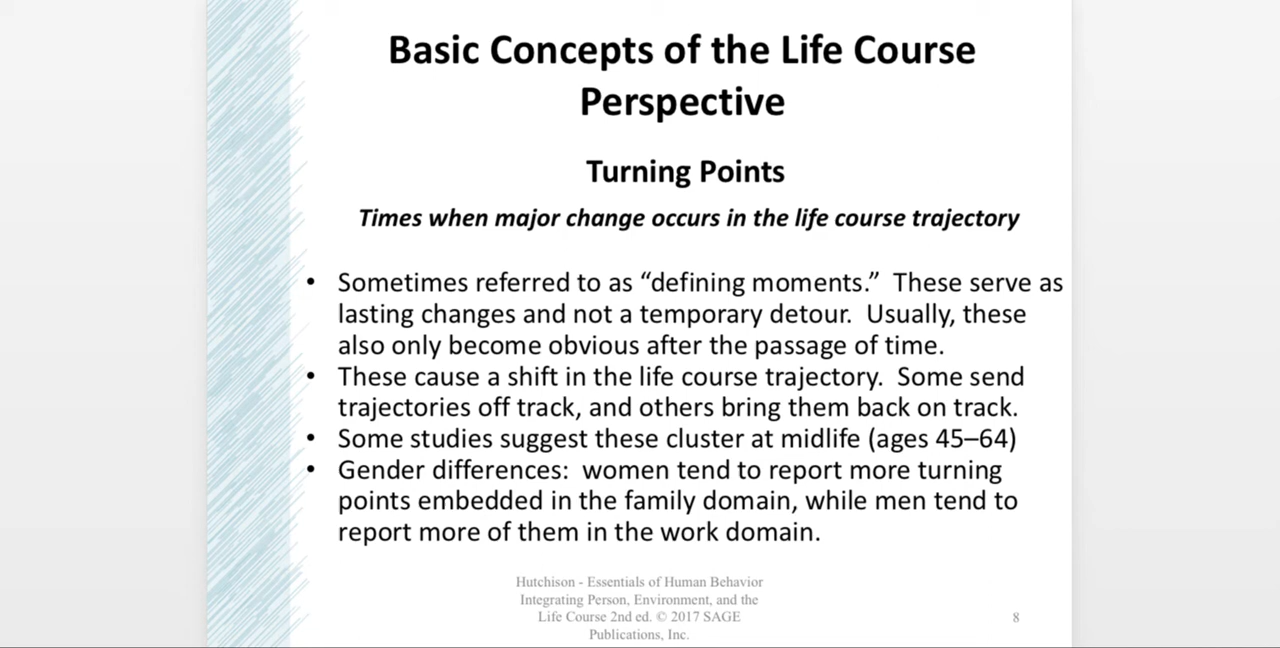 Basic Concepts of the Life Course
Perspective
Turning Points
Times when major change occurs in the life course trajectory
• Sometimes referred to as “defining moments.”  These serve as
lasting changes and not a temporary detour.  Usually, these
also only become obvious after the passage of time.
• These cause a shift in the life course trajectory.  Some send
trajectories off track, and others bring them back on track.
• Some studies suggest these cluster at midlife (ages 45–64)
• Gender differences:  women tend to report more turning
points embedded in the family domain, while men tend to
report more of them in the work domain.
Hutchison - Essentials of Human Behavior
Integrating Person, Environment, and the
Life Course 2nd ed. © 2017 SAGE
Publications, Inc.
8